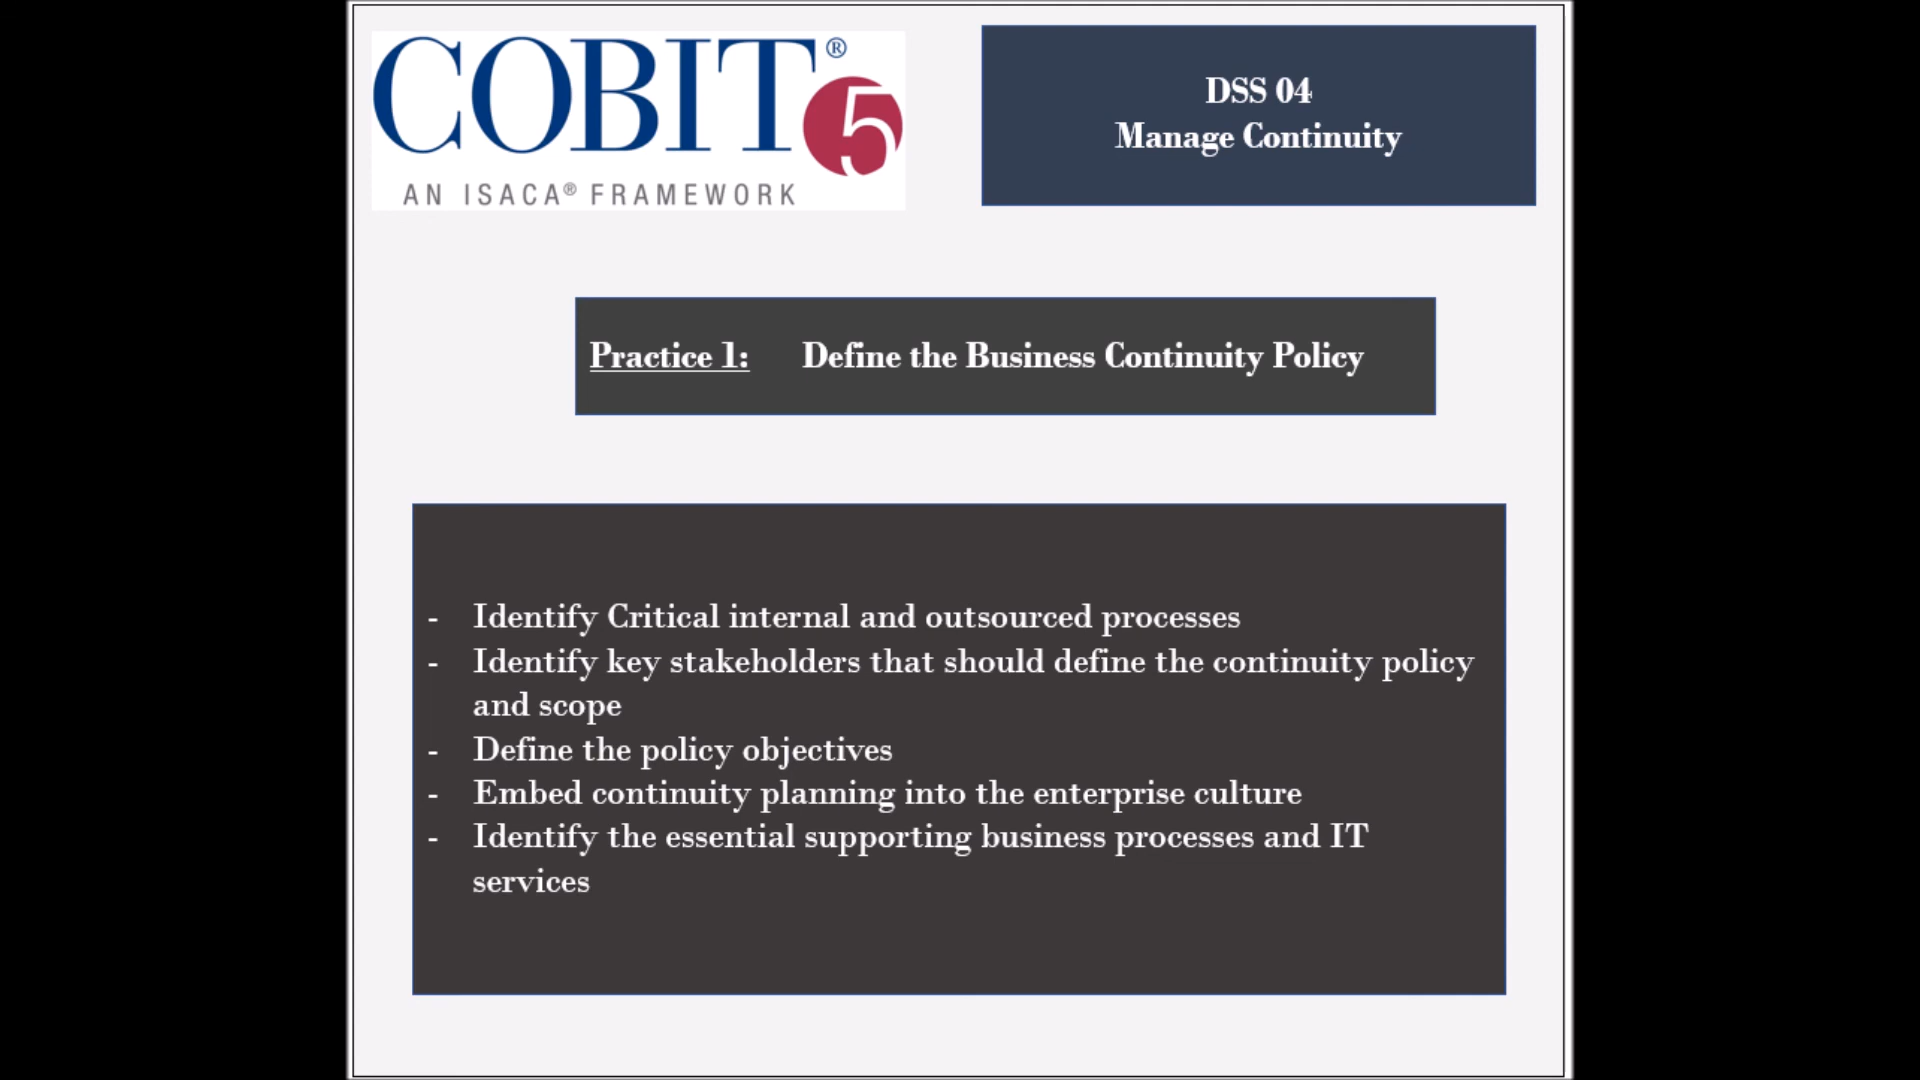 COBIT® 5
AN ISACA® FRAMEWORK
DSS 04
Manage Continuity
Practice 1: Define the Business Continuity Policy
- Identify Critical internal and outsourced processes
- Identify key stakeholders that should define the continuity policy
and scope
- Define the policy objectives
- Embed continuity planning into the enterprise culture
- Identify the essential supporting business processes and IT
services